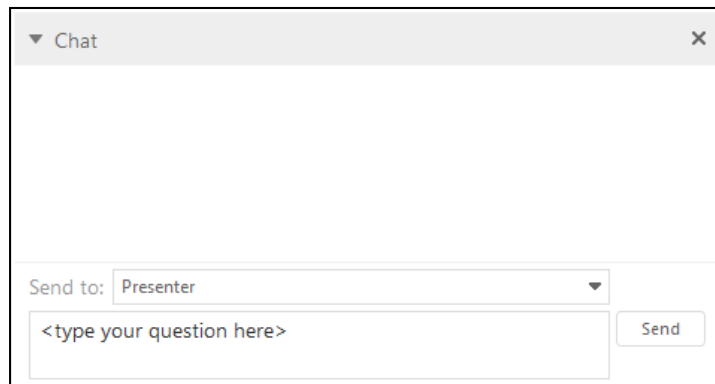 Chat
Send to: Presenter
<type your question here>
Send